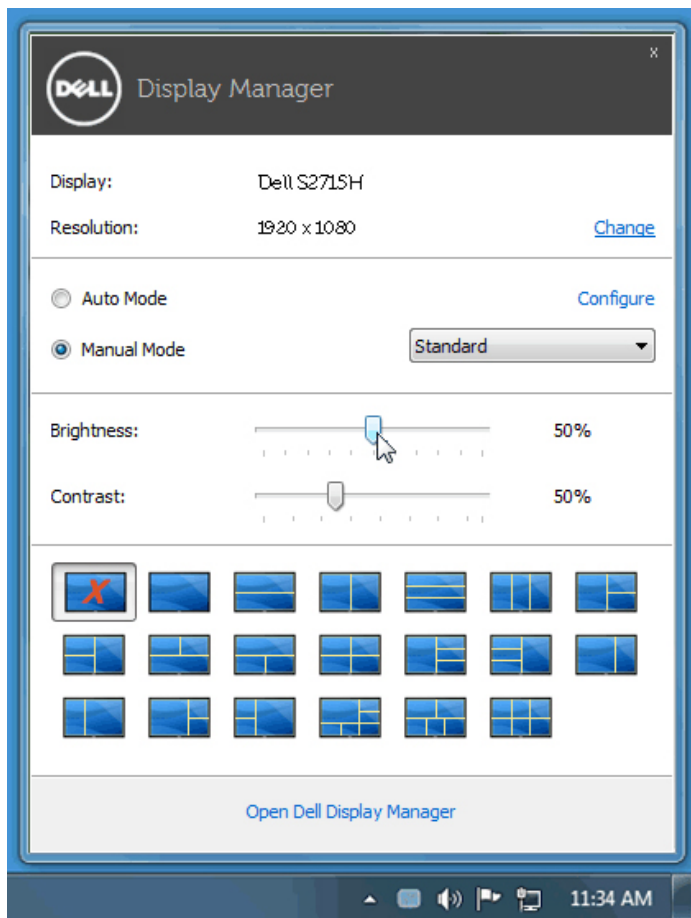 x
DELL Display Manager
Display: Dell S2715H
Resolution: 1920 x 1080 Change
Auto Mode Configure
Manual Mode Standard
Brightness: 50%
Contrast: 50%
Open Dell Display Manager
11:34 AM